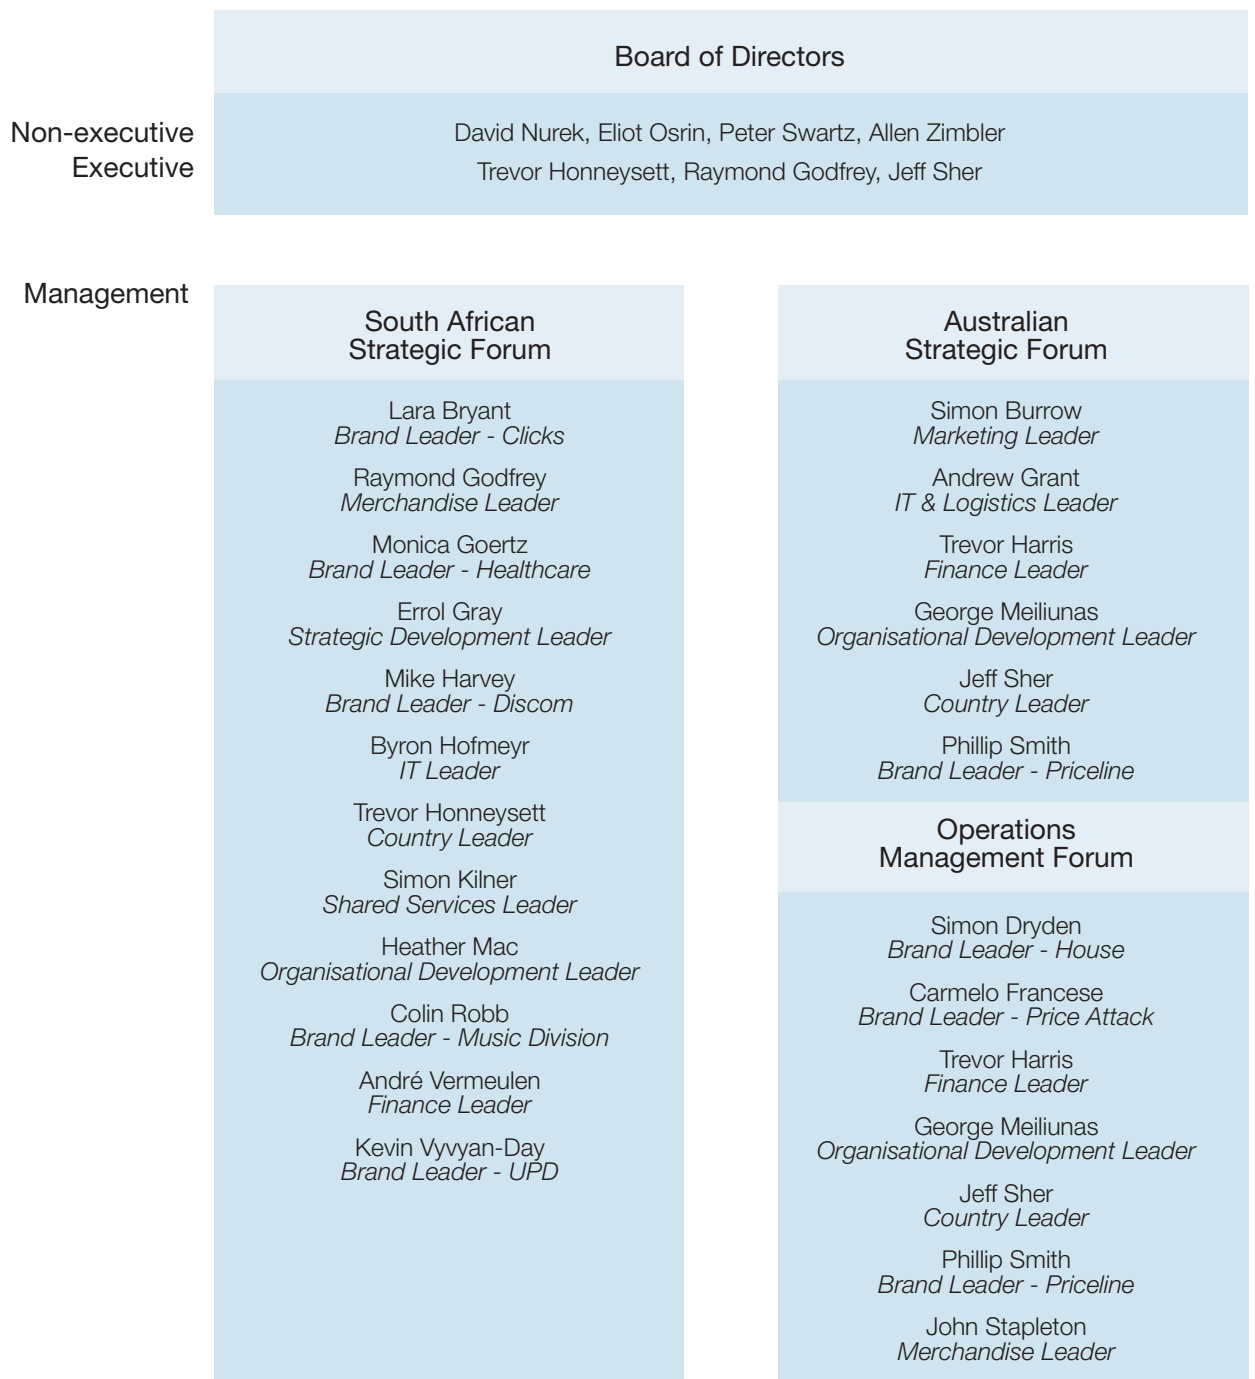 Board of Directors
Non-executive
David Nurek, Eliot Osrin, Peter Swartz, Allen Zimbler
Executive
Trevor Honneysett, Raymond Godfrey, Jeff Sher
Management
South African
Strategic Forum
Lara Bryant
Brand Leader - Clicks
Raymond Godfrey
Merchandise Leader
Monica Goertz
Brand Leader - Healthcare
Errol Gray
Strategic Development Leader
Mike Harvey
Brand Leader - Discom
Byron Hofmeyr
IT Leader
Trevor Honneysett
Country Leader
Simon Kilner
Shared Services Leader
Heather Mac
Organisational Development Leader
Colin Robb
Brand Leader - Music Division
André Vermeulen
Finance Leader
Kevin Vyvyan-Day
Brand Leader - UPD
Australian
Strategic Forum
Simon Burrow
Marketing Leader
Andrew Grant
IT & Logistics Leader
Trevor Harris
Finance Leader
George Meiliunas
Organisational Development Leader
Jeff Sher
Country Leader
Phillip Smith
Brand Leader - Priceline
Operations
Management Forum
Simon Dryden
Brand Leader - House
Carmelo Francese
Brand Leader - Price Attack
Trevor Harris
Finance Leader
George Meiliunas
Organisational Development Leader
Jeff Sher
Country Leader
Phillip Smith
Brand Leader - Priceline
John Stapleton
Merchandise Leader